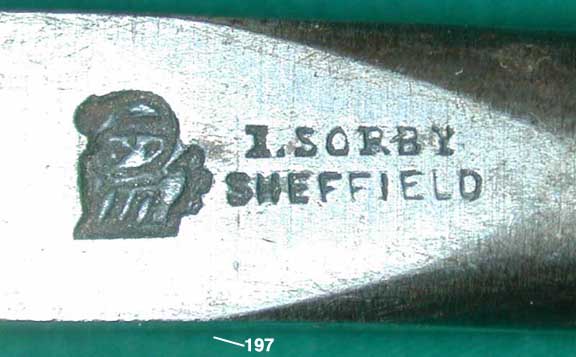 I. SORBY
SHEFFIELD
197